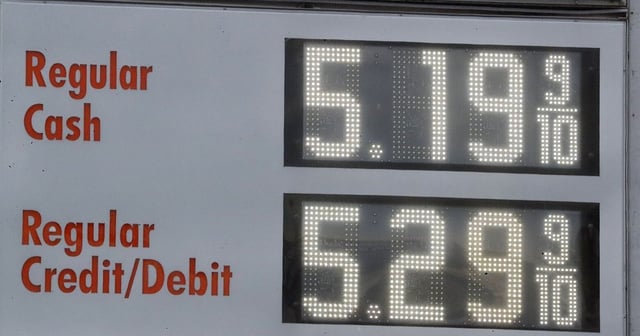 Regular
Cash
5.19 9/10
Regular
Credit/Debit
5.29 9/10